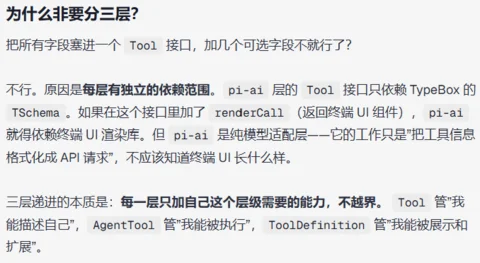 为什么非要分三层？
把所有字段塞进一个 Tool 接口，加几个可选字段不就行了？
不行。原因是每层有独立的依赖范围。pi-ai 层的 Tool 接口只依赖 TypeBox 的
TSchema。如果在这个接口里加了 renderCall（返回终端 UI 组件），pi-ai
就得依赖终端 UI 渲染库。但 pi-ai 是纯模型适配层——它的工作只是"把工具信息
格式化成 API 请求"，不应该知道终端 UI 长什么样。
三层递进的本质是：每一层只加自己这个层级需要的能力，不越界。Tool 管"我
能描述自己"，AgentTool 管"我能被执行"，ToolDefinition 管"我能被展示和
扩展"。